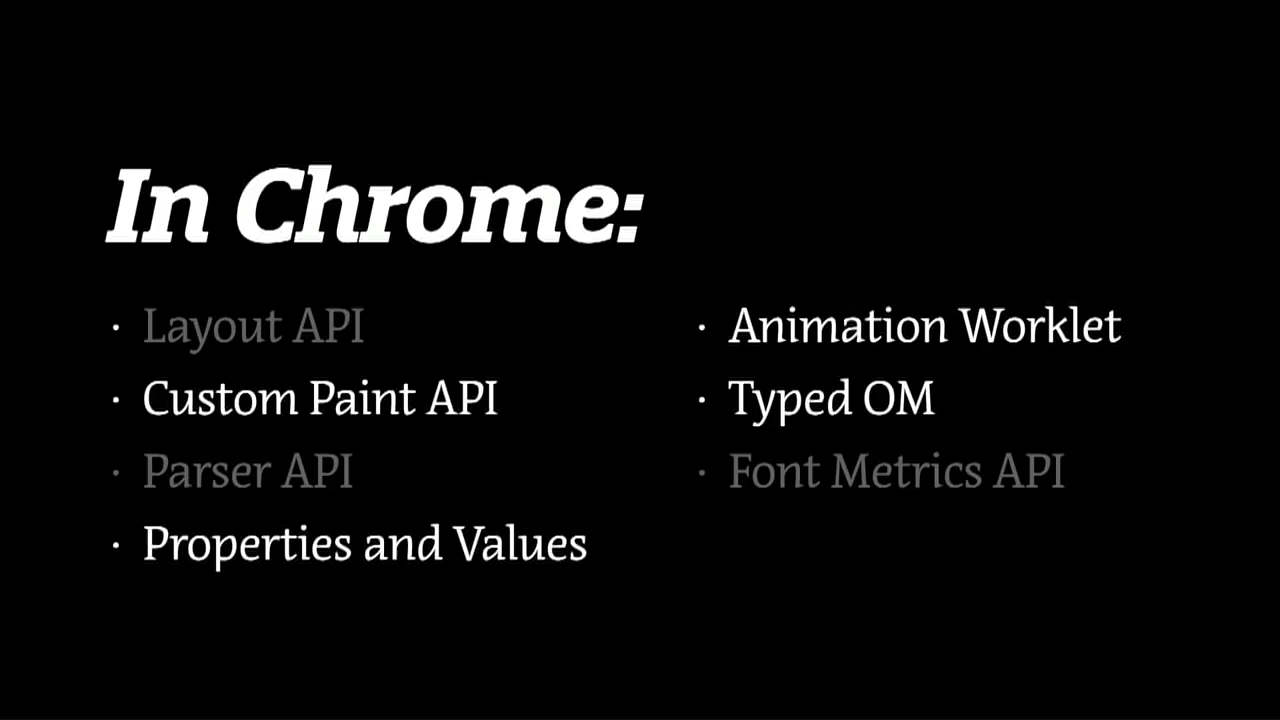 In Chrome:
· Layout API
· Custom Paint API
· Parser API
· Properties and Values
· Animation Worklet
· Typed OM
· Font Metrics API